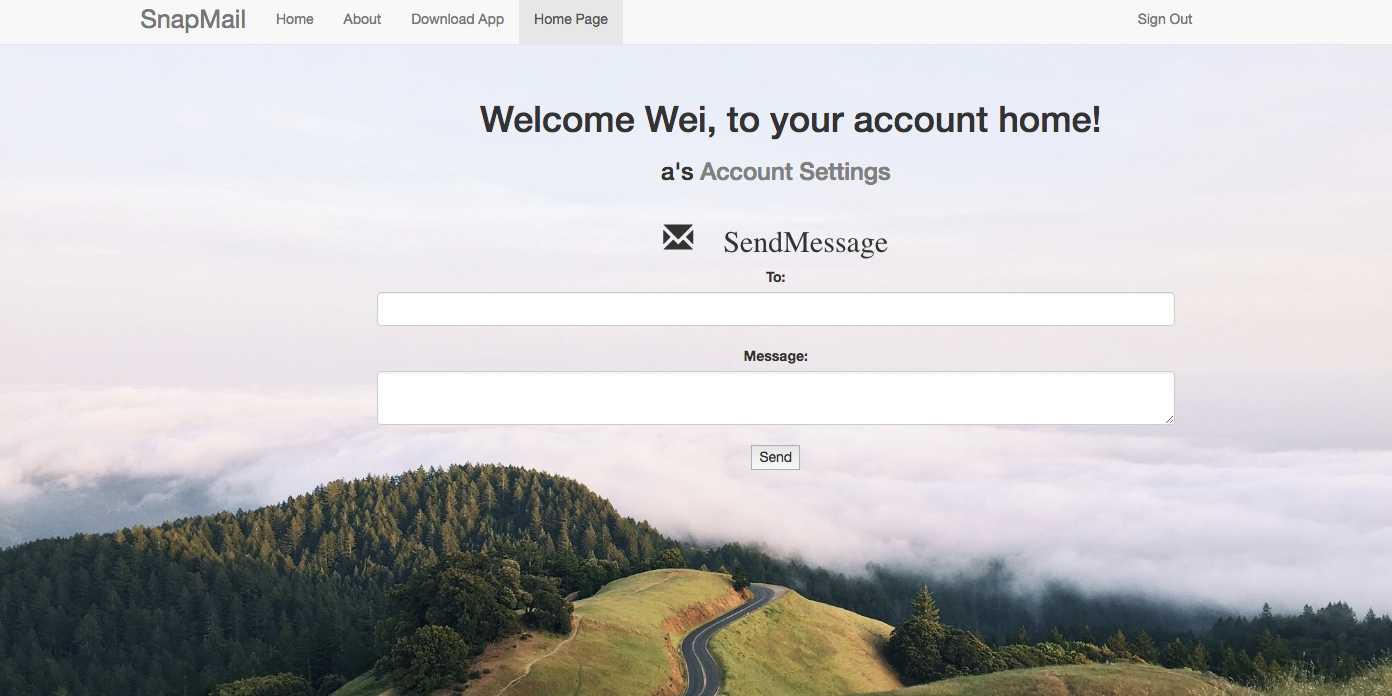 SnapMail Home About Download App Home Page Sign Out
Welcome Wei, to your account home!
a's Account Settings
SendMessage
To:
Message:
Send